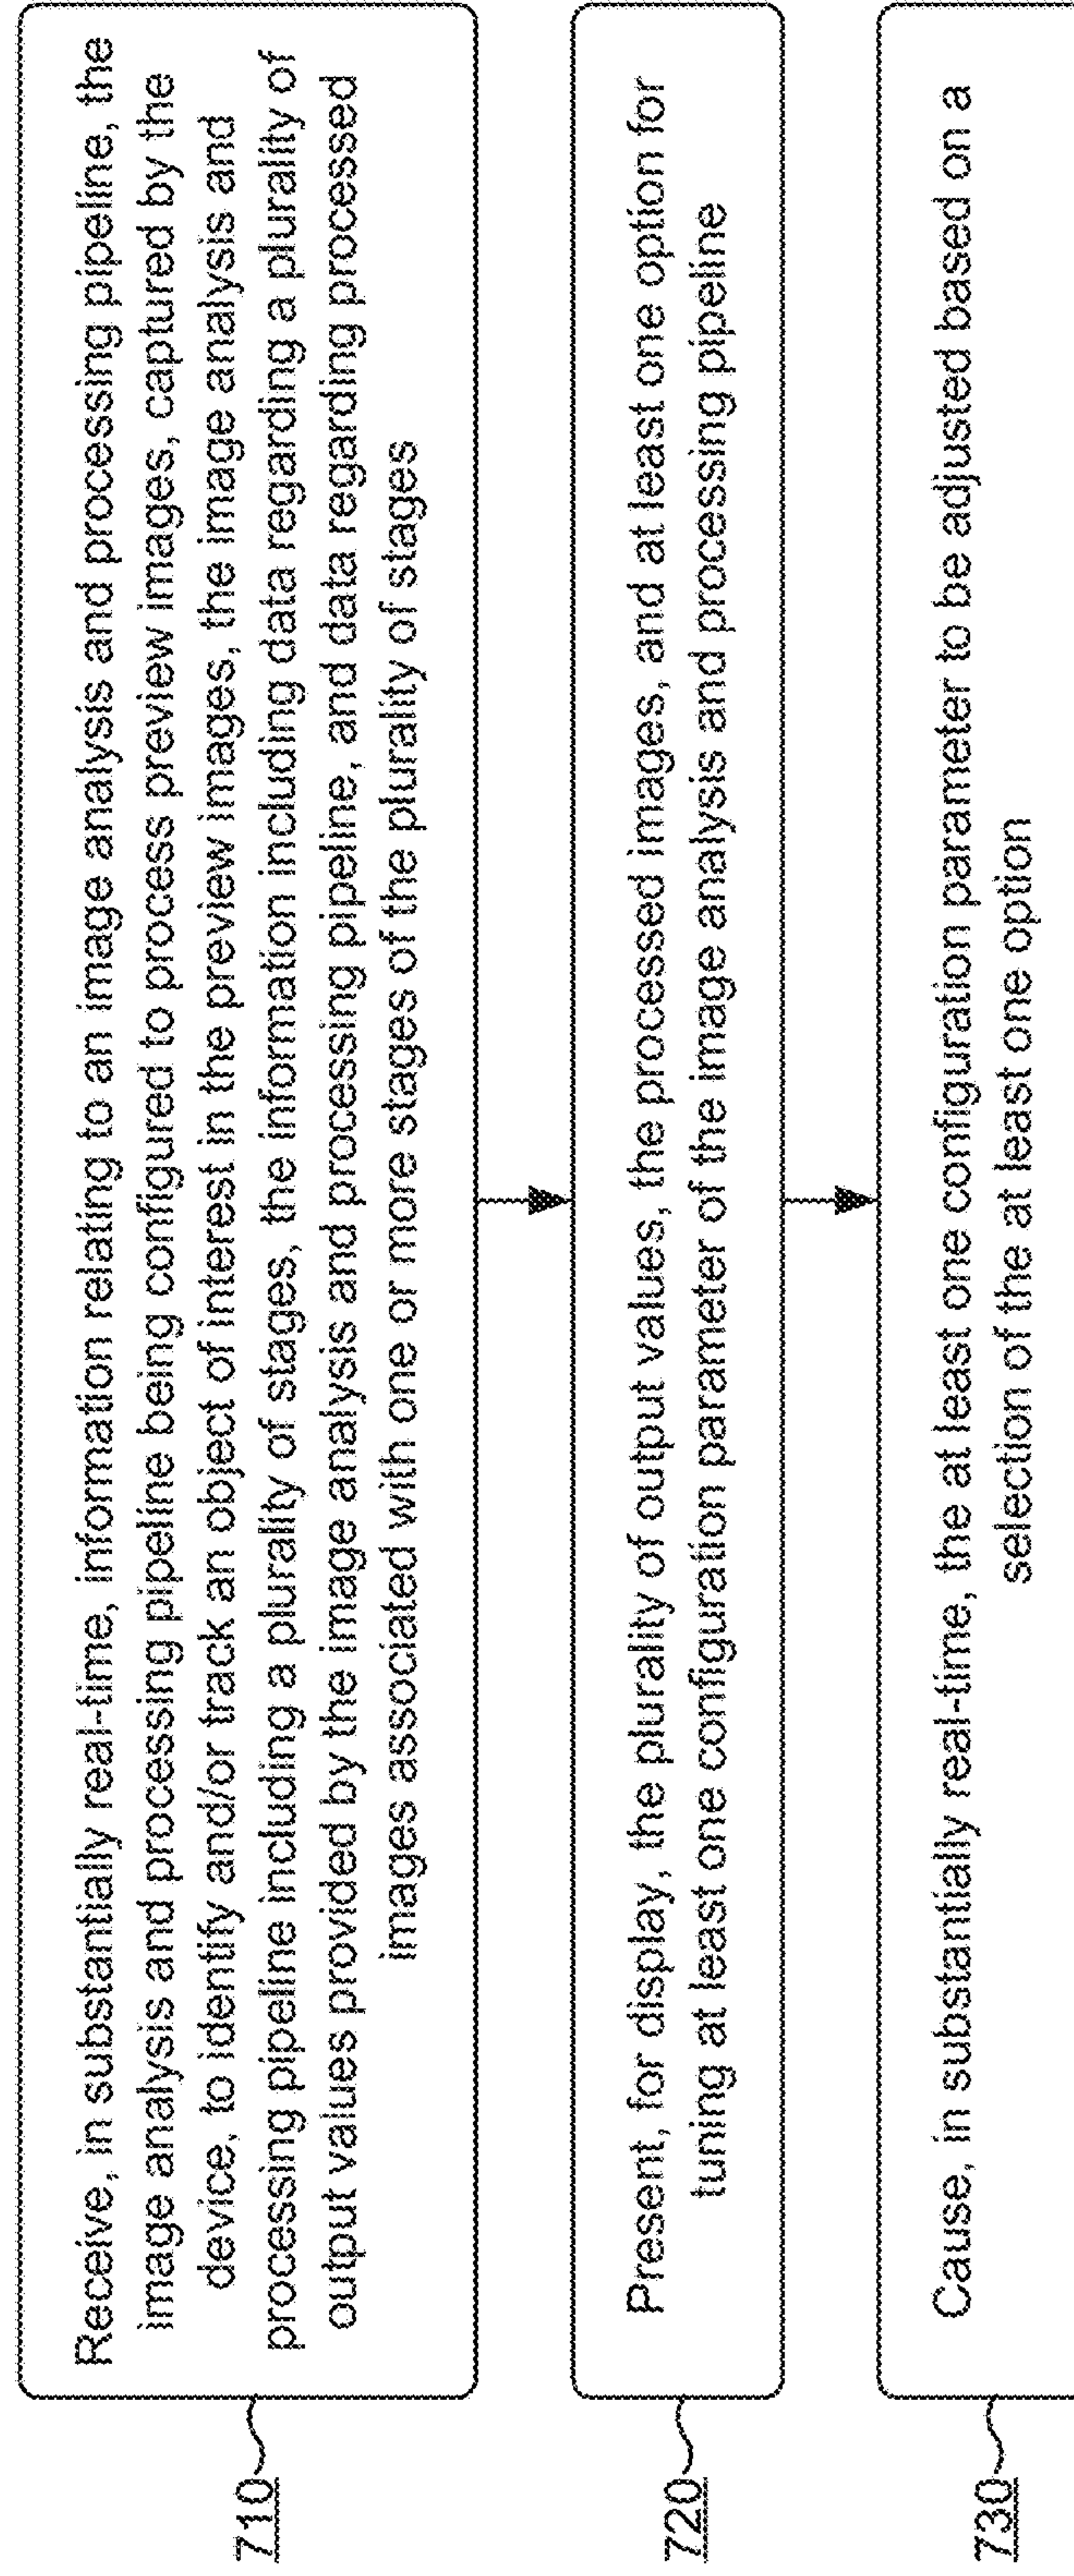 710
Receive, in substantially real-time, information relating to an image analysis and processing pipeline, the
image analysis and processing pipeline being configured to process preview images, captured by the
device, to identify and/or track an object of interest in the preview images, the image analysis and
processing pipeline including a plurality of stages, the information including data regarding a plurality of
output values provided by the image analysis and processing pipeline, and data regarding processed
images associated with one or more stages of the plurality of stages
720
Present, for display, the plurality of output values, the processed images, and at least one option for
tuning at least one configuration parameter of the image analysis and processing pipeline
730
Cause, in substantially real-time, the at least one configuration parameter to be adjusted based on a
selection of the at least one option